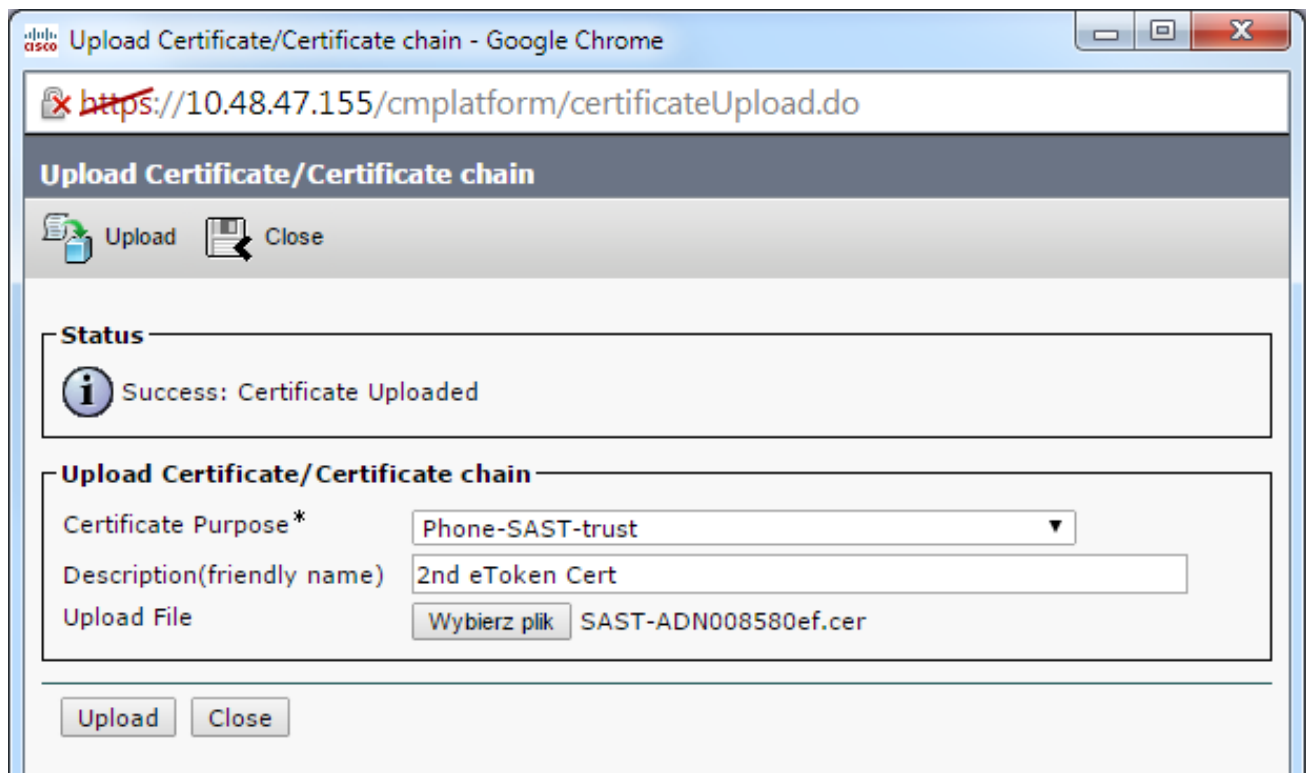 cisco Upload Certificate/Certificate chain - Google Chrome
https://10.48.47.155/cmplatform/certificateUpload.do
Upload Certificate/Certificate chain
Upload Close
Status
i Success: Certificate Uploaded
Upload Certificate/Certificate chain
Certificate Purpose* Phone-SAST-trust
Description(friendly name) 2nd eToken Cert
Upload File Wybierz plik SAST-ADN008580ef.cer
Upload Close